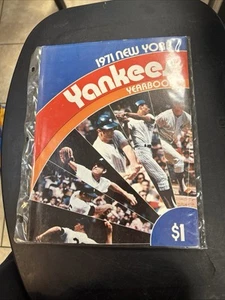 1971 NEW YORK
Yankees
YEARBOOK
$1